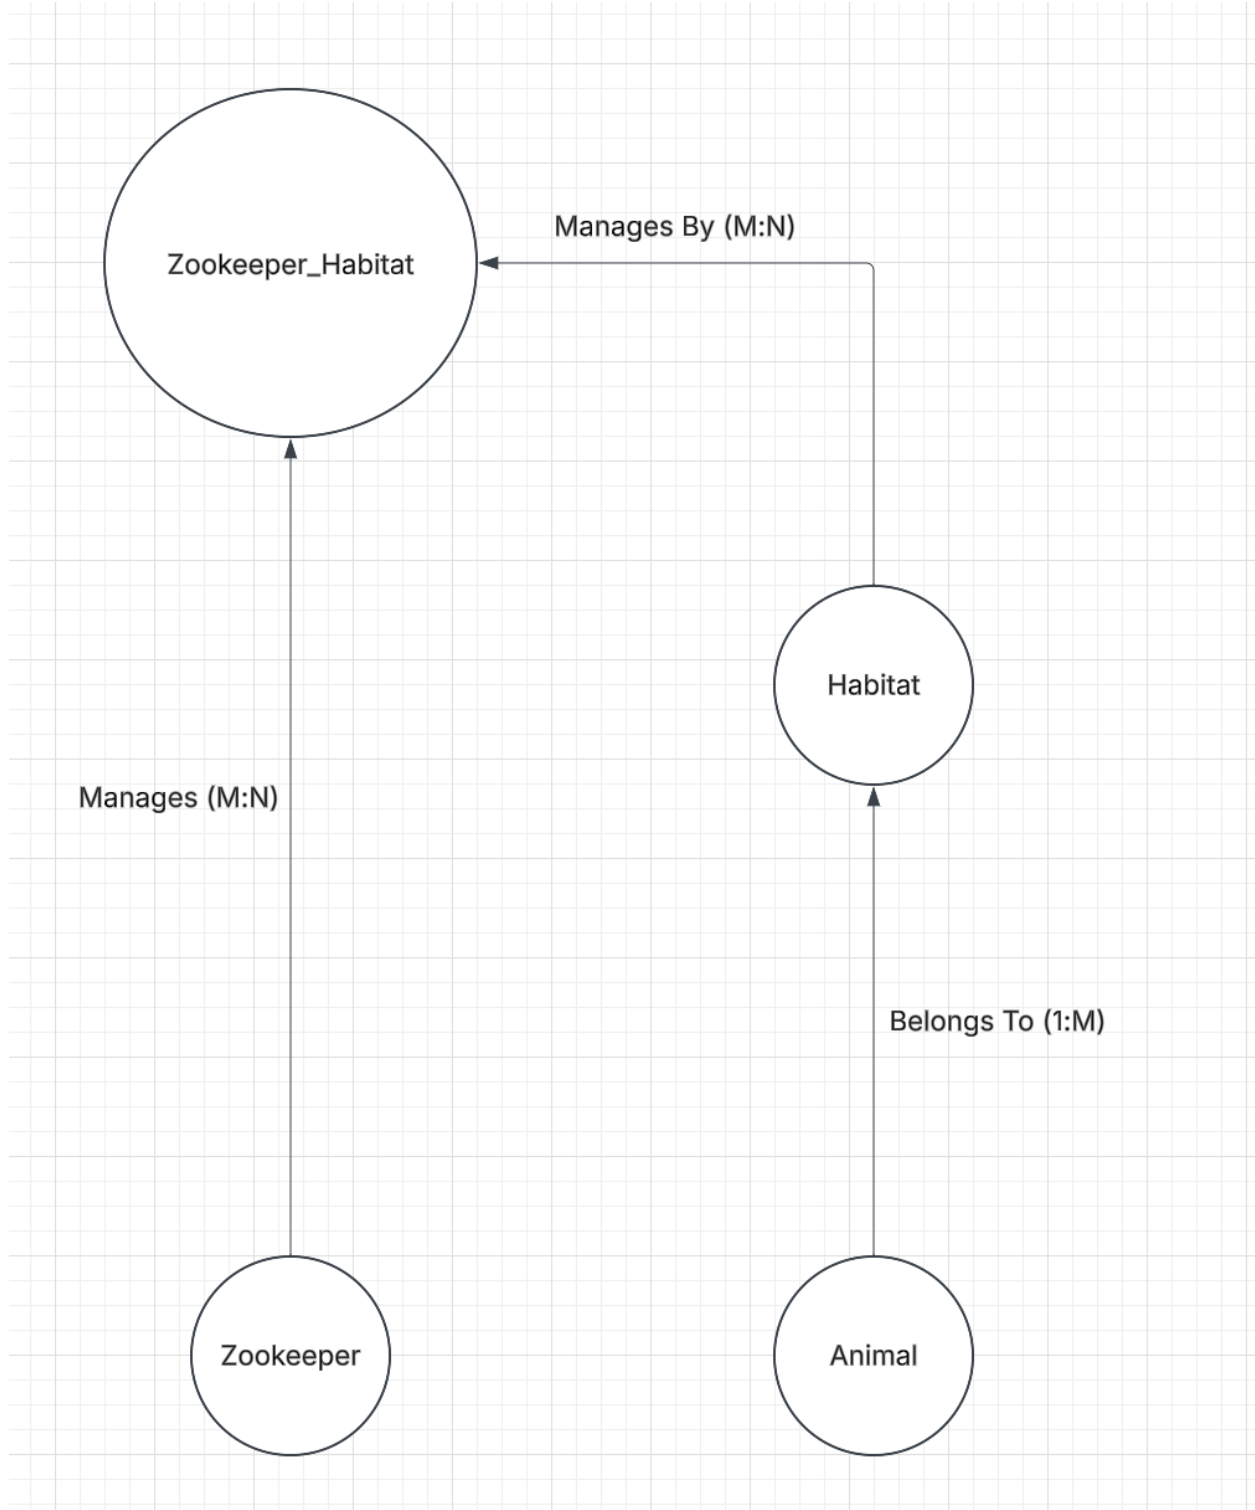 Manages By (M:N)
Zookeeper_Habitat
Habitat
Manages (M:N)
Belongs To (1:M)
Zookeeper
Animal